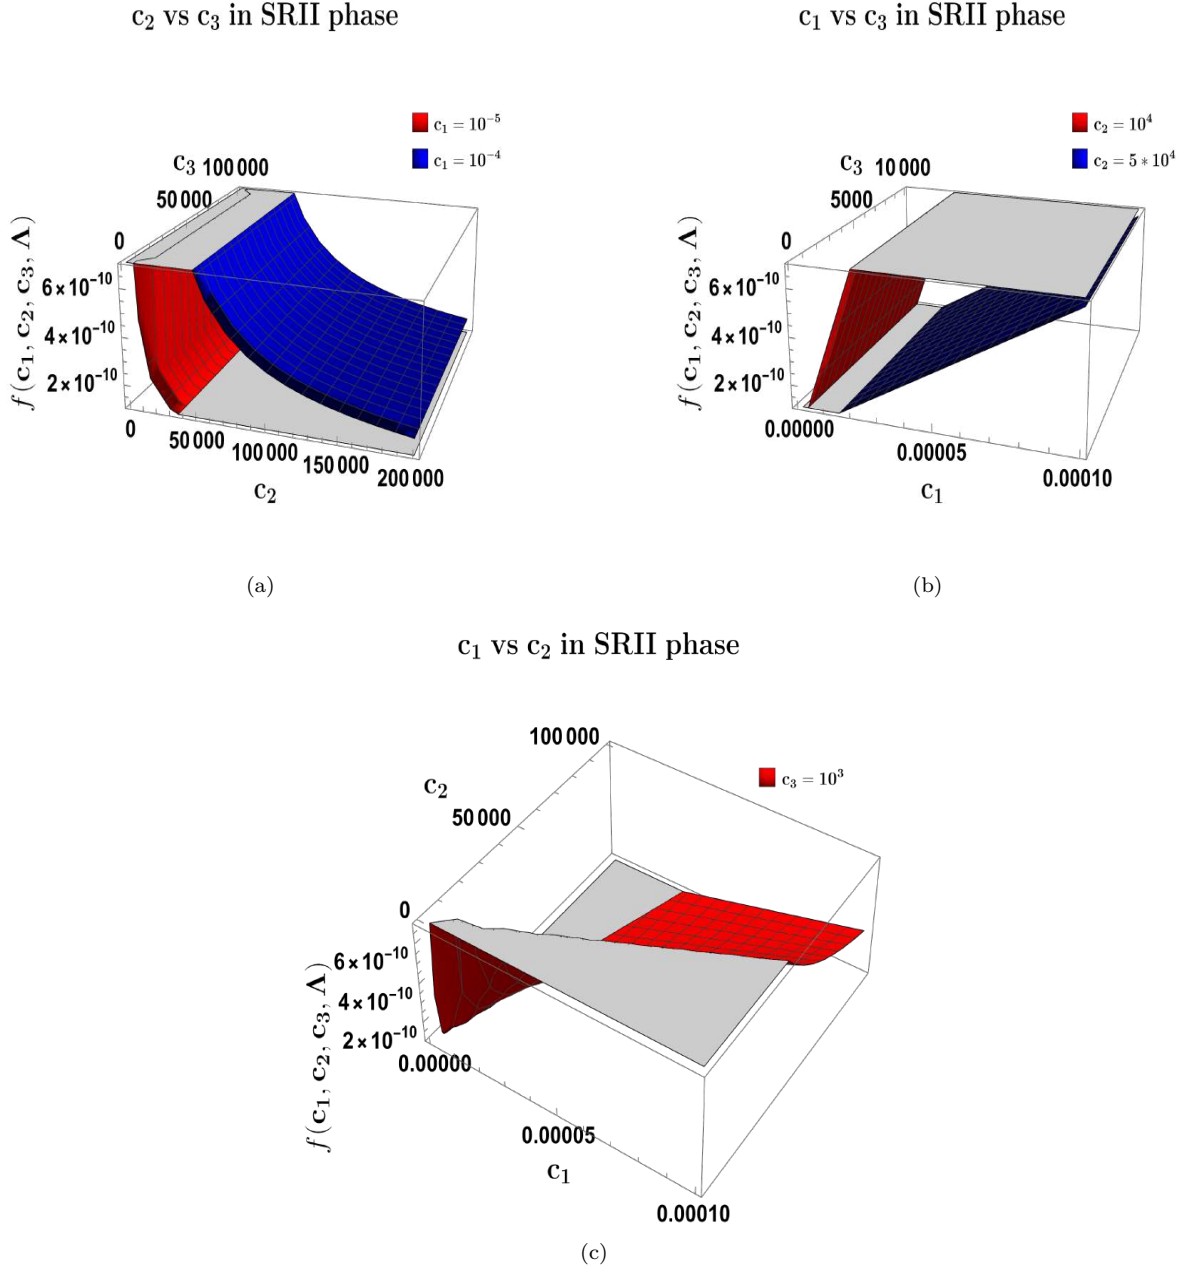 c₂ vs c₃ in SRII phase
c₁ = 10⁻⁵
c₁ = 10⁻⁴
c₃
100 000
50 000
0
f(c₁, c₂, c₃, Λ)
6×10⁻¹⁰
4×10⁻¹⁰
2×10⁻¹⁰
0
50 000
100 000
150 000
200 000
c₂
(a)
c₁ vs c₃ in SRII phase
c₂ = 10⁴
c₂ = 5 * 10⁴
c₃
10 000
5000
0
f(c₁, c₂, c₃, Λ)
6×10⁻¹⁰
4×10⁻¹⁰
2×10⁻¹⁰
0.00000
0.00005
0.00010
c₁
(b)
c₁ vs c₂ in SRII phase
c₃ = 10³
100 000
c₂
50 000
0
f(c₁, c₂, c₃, Λ)
6×10⁻¹⁰
4×10⁻¹⁰
2×10⁻¹⁰
0.00000
0.00005
c₁
0.00010
(c)